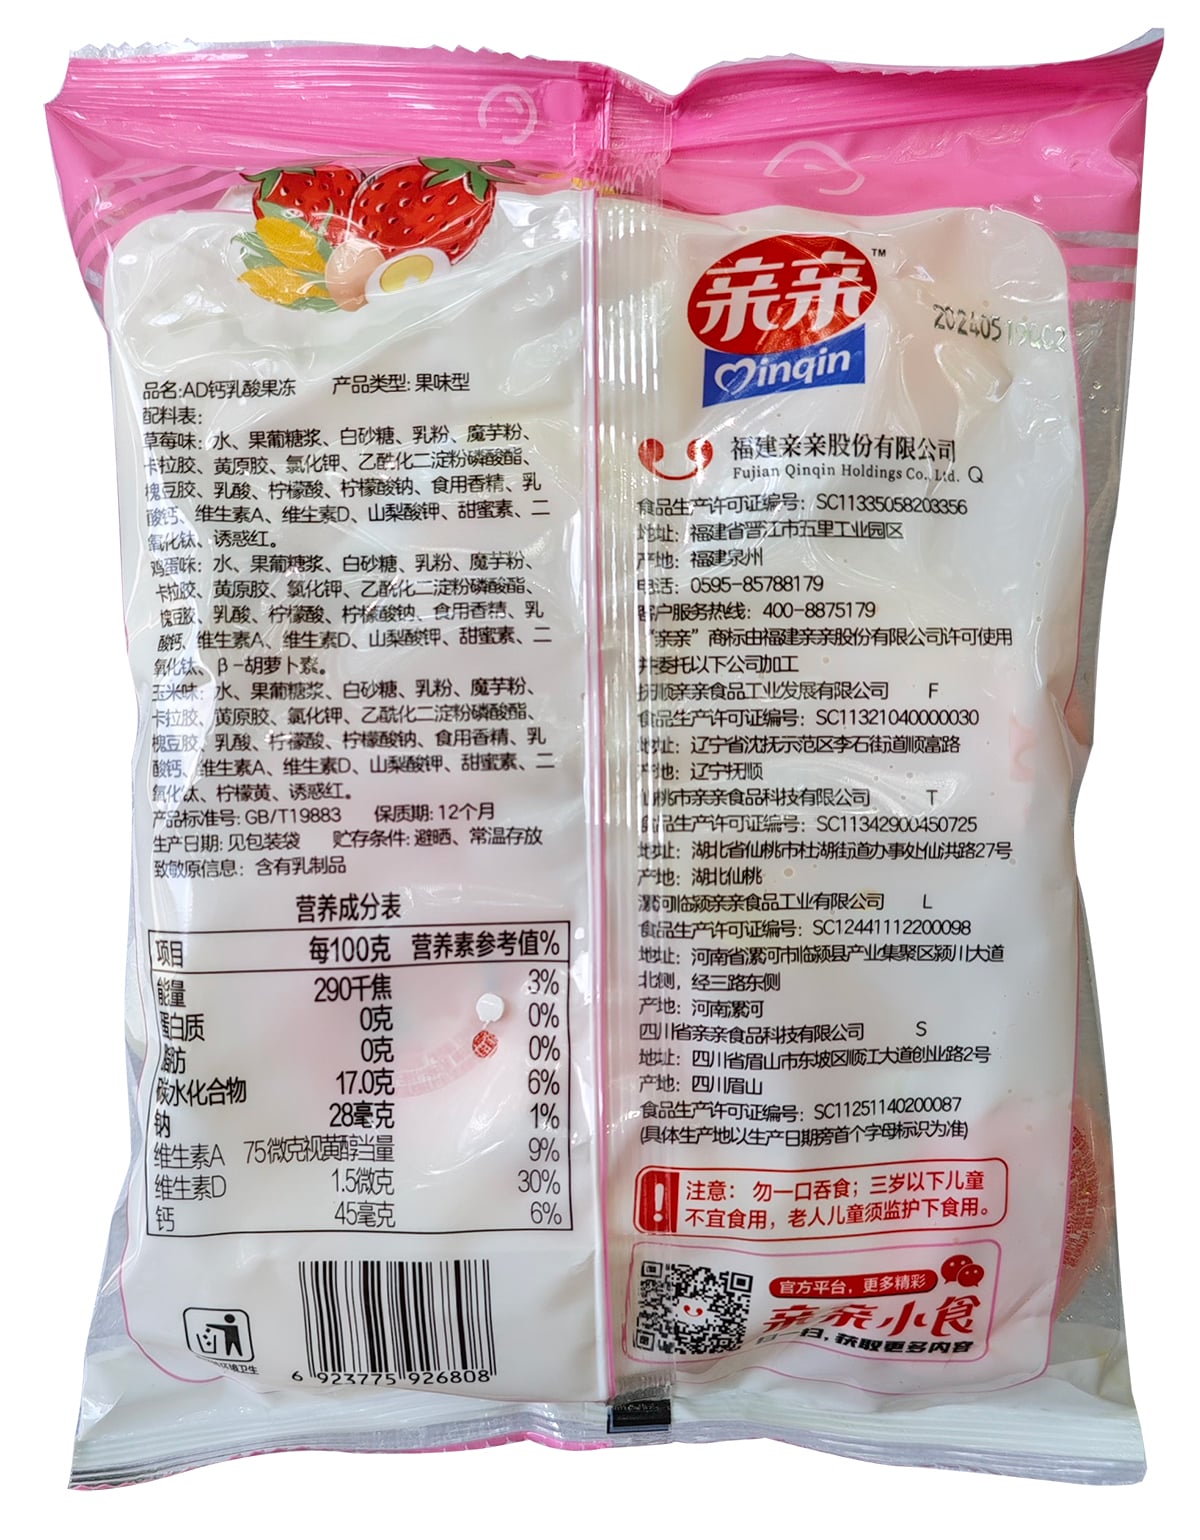 品名:AD钙乳酸果冻 产品类型: 果味型
配料表:
草莓味: 水、果葡糖浆、白砂糖、乳粉、魔芋粉、
卡拉胶、黄原胶、氯化钾、乙酰化二淀粉磷酸酯、
槐豆胶、乳酸、柠檬酸、柠檬酸钠、食用香精、乳
酸钙、维生素A、维生素D、山梨酸钾、甜蜜素、二
氧化钛、诱惑红。
鸡蛋味: 水、果葡糖浆、白砂糖、乳粉、魔芋粉、
卡拉胶、黄原胶、氯化钾、乙酰化二淀粉磷酸酯、
槐豆胶、乳酸、柠檬酸、柠檬酸钠、食用香精、乳
酸钙、维生素A、维生素D、山梨酸钾、甜蜜素、二
氧化钛、β-胡萝卜素。
玉米味: 水、果葡糖浆、白砂糖、乳粉、魔芋粉、
卡拉胶、黄原胶、氯化钾、乙酰化二淀粉磷酸酯、
槐豆胶、乳酸、柠檬酸、柠檬酸钠、食用香精、乳
酸钙、维生素A、维生素D、山梨酸钾、甜蜜素、二
氧化钛、柠檬黄、诱惑红。
产品标准号: GB/T19883 保质期: 12个月
生产日期: 见包装袋 贮存条件: 避晒、常温存放
致敏原信息: 含有乳制品
营养成分表
项目 每100克 营养素参考值%
能量 290千焦 3%
蛋白质 0克 0%
脂肪 0克 0%
碳水化合物 17.0克 6%
钠 28毫克 1%
维生素A 75微克视黄醇当量 9%
维生素D 1.5微克 30%
钙 45毫克 6%
6 923775 926808
亲亲 TM
Qinqin
福建亲亲股份有限公司
Fujian Qinqin Holdings Co., Ltd. Q
食品生产许可证编号: SC11335058203356
地址: 福建省晋江市五里工业园区
产地: 福建泉州
电话: 0595-85788179
客户服务热线: 400-8875179
“亲亲”商标由福建亲亲股份有限公司许可使用
并委托以下公司加工
抚顺亲亲食品工业发展有限公司 F
食品生产许可证编号: SC11321040000030
地址: 辽宁省沈抚示范区李石街道顺富路
产地: 辽宁抚顺
仙桃市亲亲食品科技有限公司 T
食品生产许可证编号: SC11342900450725
地址: 湖北省仙桃市杜湖街道办事处仙洪路27号
产地: 湖北仙桃
漯河临颍亲亲食品工业有限公司 L
食品生产许可证编号: SC12441112200098
地址: 河南省漯河市临颍县产业集聚区颍川大道
北侧, 经三路东侧
产地: 河南漯河
四川省亲亲食品科技有限公司 S
地址: 四川省眉山市东坡区顺江大道创业路2号
产地: 四川眉山
食品生产许可证编号: SC11251140200087
(具体生产地以生产日期旁首个字母标识为准)
注意: 勿一口吞食; 三岁以下儿童
不宜食用, 老人儿童须监护下食用。
官方平台, 更多精彩
亲亲小食
扫一扫, 获取更多内容